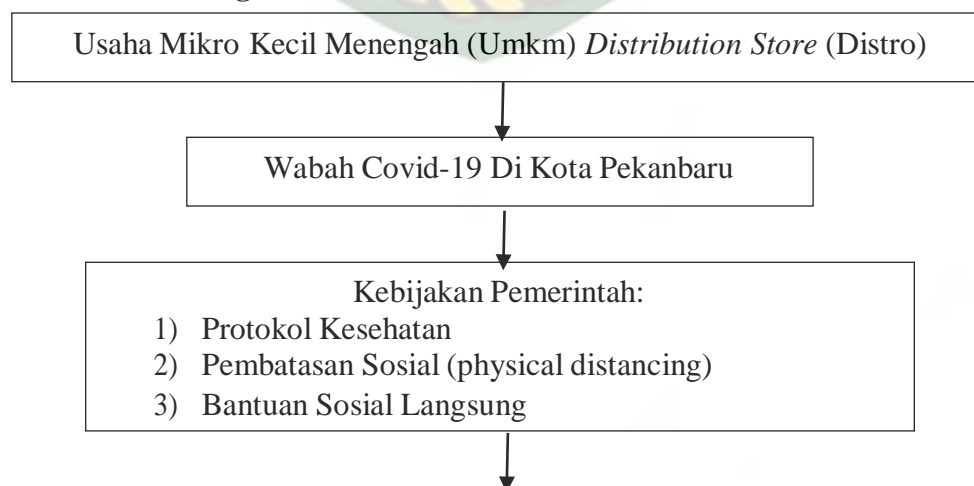 Usaha Mikro Kecil Menengah (Umkm) Distribution Store (Distro)
Wabah Covid-19 Di Kota Pekanbaru
Kebijakan Pemerintah:
1) Protokol Kesehatan
2) Pembatasan Sosial (physical distancing)
3) Bantuan Sosial Langsung